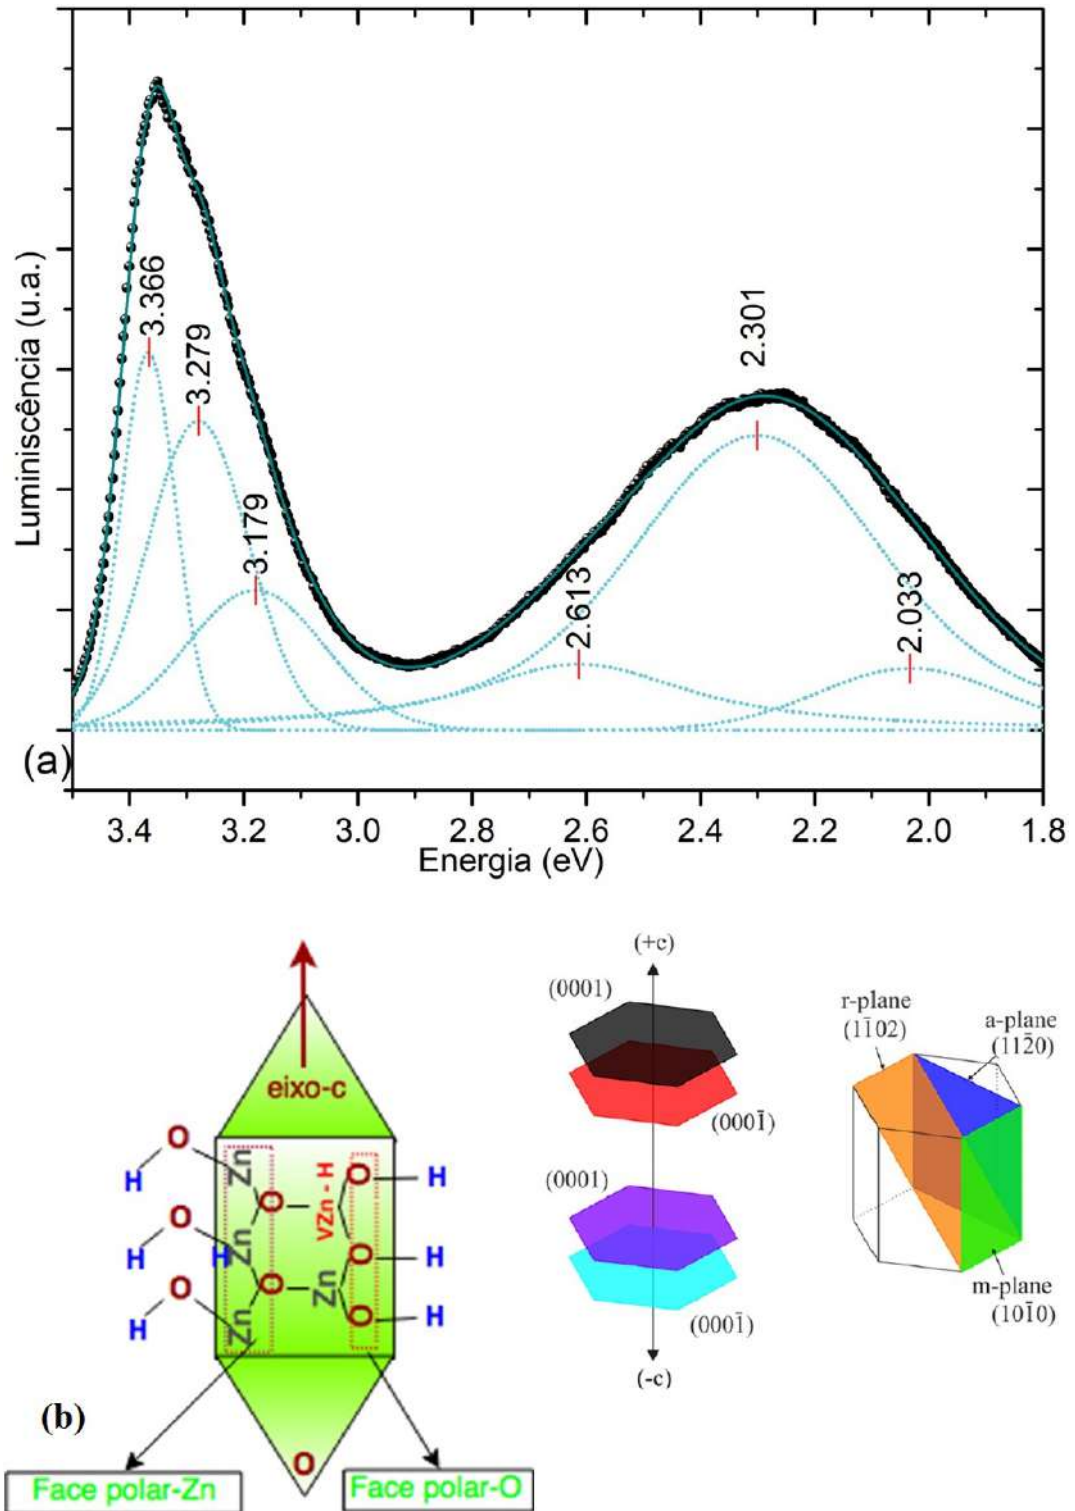 Luminiscência (u.a.)
3.366
3.279
3.179
2.613
2.301
2.033
(a)
3.4 3.2 3.0 2.8 2.6 2.4 2.2 2.0 1.8
Energia (eV)
eixo-c
O
H
O
H
O
H
Zn
Zn
Zn
H
O
O
VZn - H
Zn
O
O
O
H
H
H
O
(b)
Face polar-Zn
Face polar-O
(+c)
(0001)
(0001̄)
(0001)
(0001̄)
(-c)
r-plane
(11̄02)
a-plane
(112̄0)
m-plane
(101̄0)